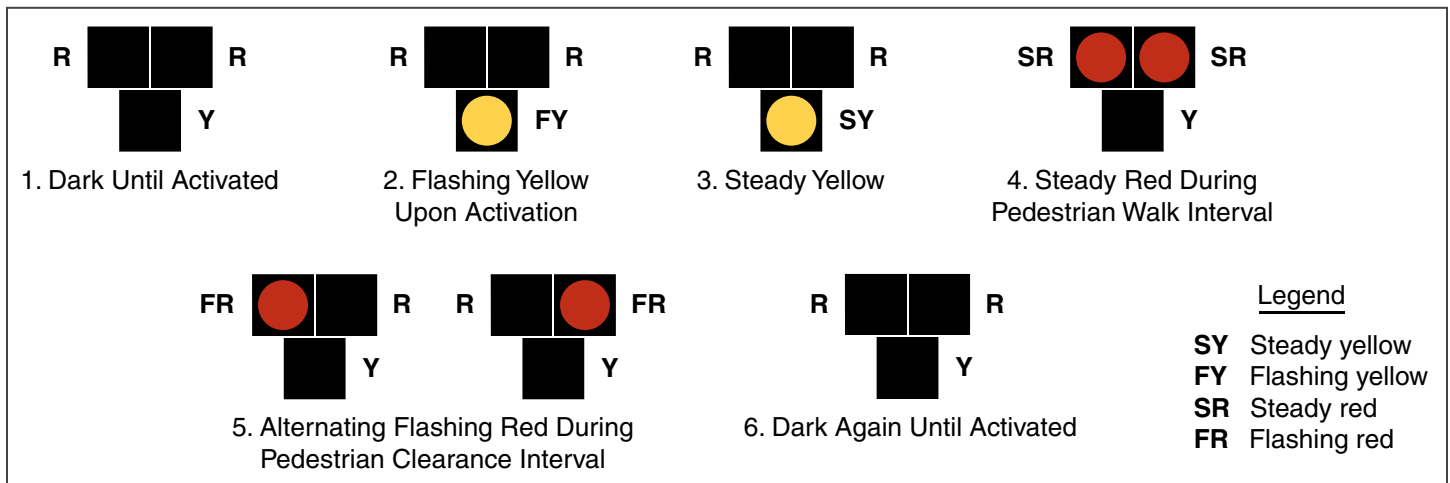 R R
Y
1. Dark Until Activated
R R
FY
2. Flashing Yellow
Upon Activation
R R
SY
3. Steady Yellow
SR SR
Y
4. Steady Red During
Pedestrian Walk Interval
FR R
Y
R FR
Y
5. Alternating Flashing Red During
Pedestrian Clearance Interval
R R
Y
6. Dark Again Until Activated
Legend
SY Steady yellow
FY Flashing yellow
SR Steady red
FR Flashing red